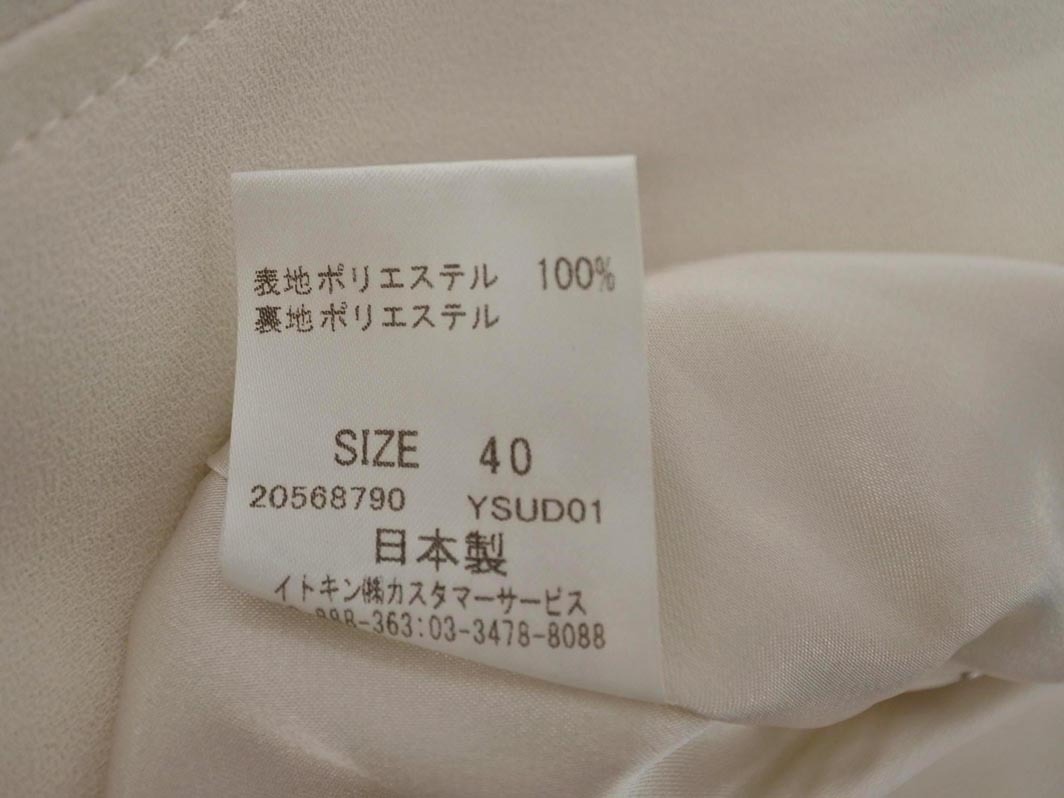 表地ポリエステル 100%
裏地ポリエステル
SIZE 40
20568790 YSUD01
日本製
イトキン㈱カスタマーサービス
-363:03-3478-8088